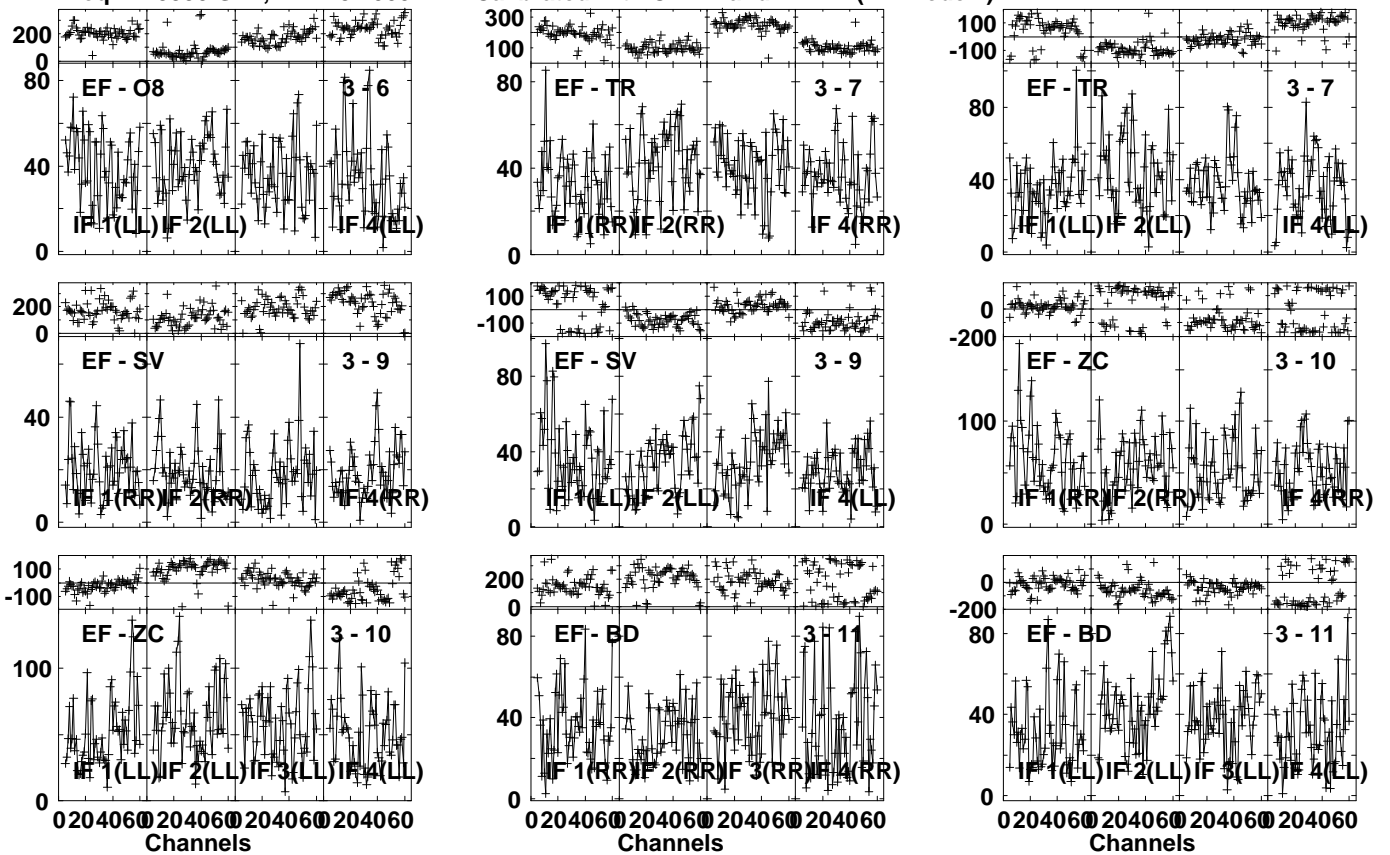 200
0
300
100
100
-100
80
40
0
EF - O8
3 - 6
IF 1(LL)
IF 2(LL)
IF 4(LL)
80
40
0
EF - TR
3 - 7
IF 1(RR)
IF 2(RR)
IF 4(RR)
80
40
0
EF - TR
3 - 7
IF 1(LL)
IF 2(LL)
IF 4(LL)
200
0
100
-100
0
-200
40
0
EF - SV
3 - 9
IF 1(RR)
IF 2(RR)
IF 4(RR)
80
40
0
EF - SV
3 - 9
IF 1(LL)
IF 2(LL)
IF 4(LL)
100
0
EF - ZC
3 - 10
IF 1(RR)
IF 2(RR)
IF 4(RR)
100
-100
200
0
0
-200
100
0
EF - ZC
3 - 10
IF 1(LL)
IF 2(LL)
IF 3(LL)
IF 4(LL)
80
40
0
EF - BD
3 - 11
IF 1(RR)
IF 2(RR)
IF 3(RR)
IF 4(RR)
80
40
0
EF - BD
3 - 11
IF 1(LL)
IF 2(LL)
IF 3(LL)
IF 4(LL)
0 20 40 60 0 20 40 60 0 20 40 60 0 20 40 60
0 20 40 60 0 20 40 60 0 20 40 60 0 20 40 60
0 20 40 60 0 20 40 60 0 20 40 60 0 20 40 60
Channels
Channels
Channels